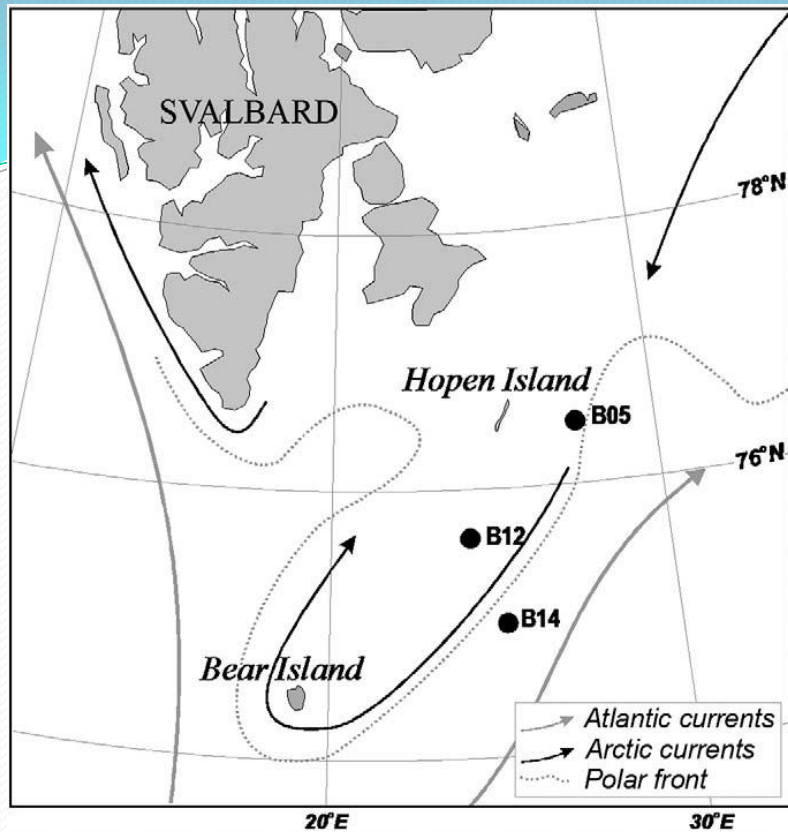 SVALBARD
78°N
Hopen Island
B05
76°N
B12
B14
Bear Island
Atlantic currents
Arctic currents
Polar front
20°E
30°E